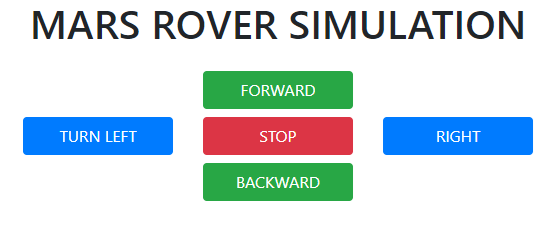 MARS ROVER SIMULATION
FORWARD
TURN LEFT
STOP
RIGHT
BACKWARD